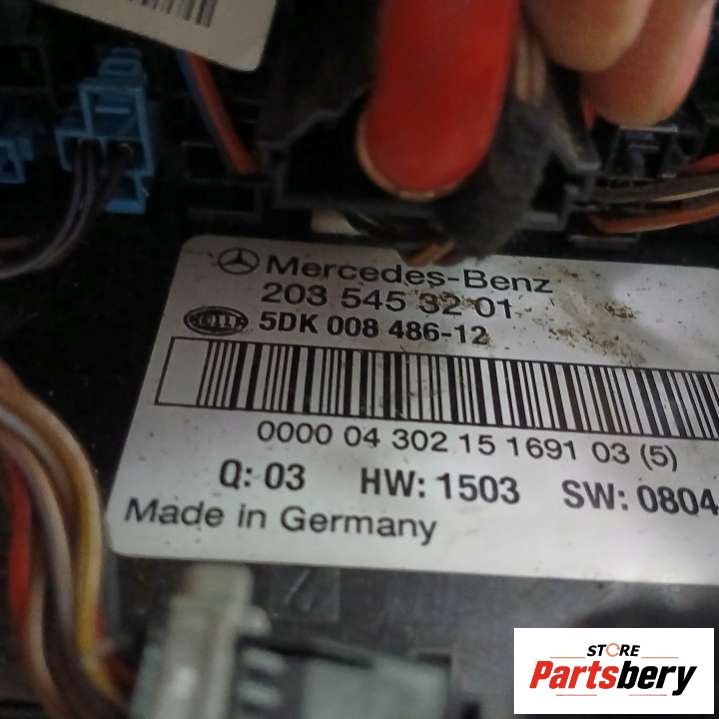 Mercedes-Benz
203 545 32 01
HELLA 5DK 008 486-12
0000 04 302 15 1691 03 (5)
Q: 03 HW: 1503 SW: 0804
Made in Germany
STORE
Partsbery